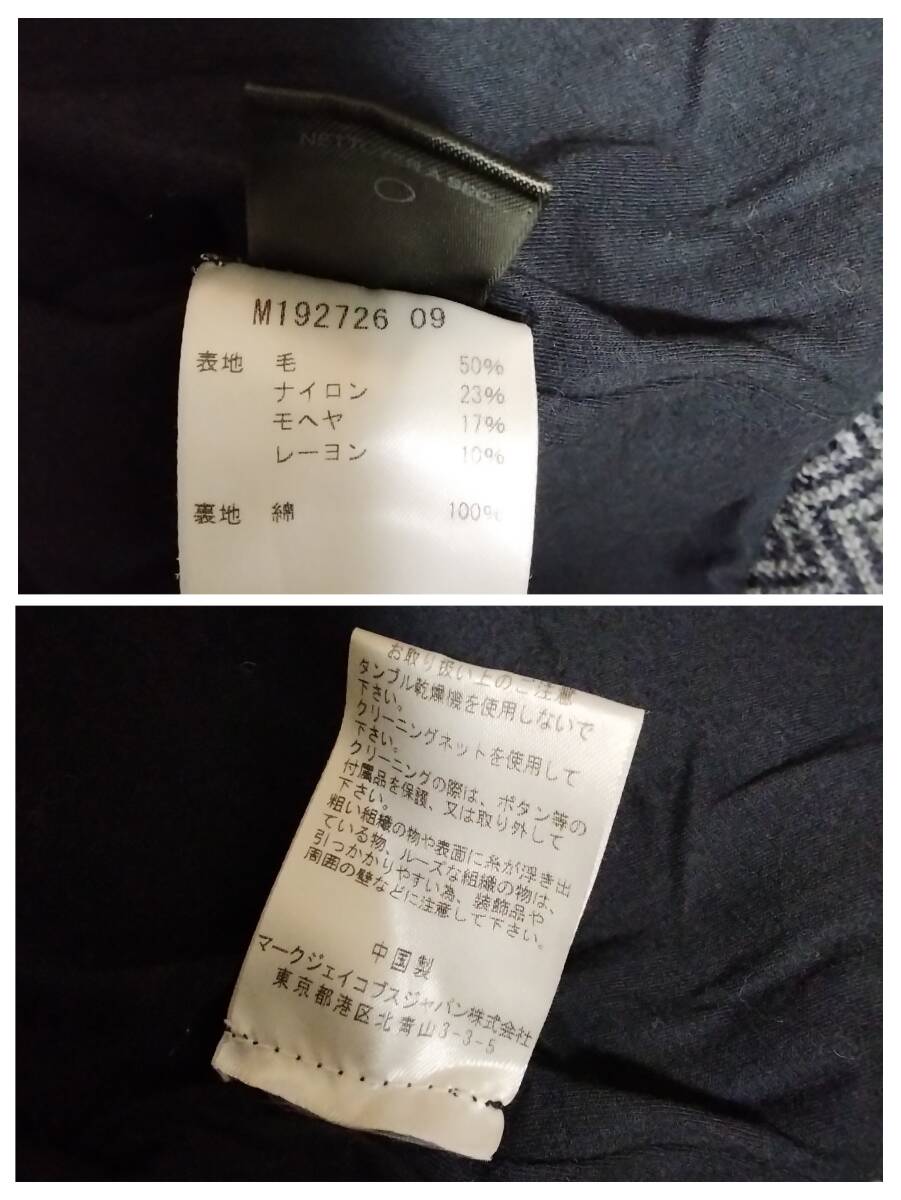 M192726 09
表地 毛 50%
ナイロン 23%
モヘヤ 17%
レーヨン 10%
裏地 綿 100%
お取り扱い上のご注意
タンブル乾燥機を使用しないで
下さい。
クリーニングネットを使用して
下さい。
クリーニングの際は、ボタン等の
付属品を保護、又は取り外して
下さい。
粗い組織の物や表面に糸が浮き出
ている物、ルーズな組織の物は、
引っかかりやすい為、装飾品や
周囲の壁などに注意して下さい。
中国製
マークジェイコブスジャパン株式会社
東京都港区北青山3-3-5